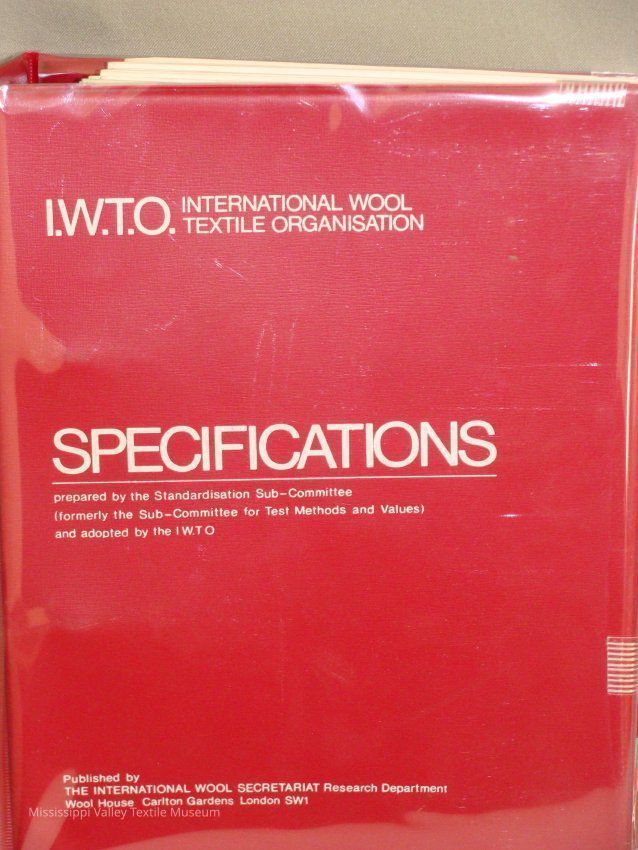 I.W.T.O. INTERNATIONAL WOOL
TEXTILE ORGANISATION
SPECIFICATIONS
prepared by the Standardisation Sub-Committee
(formerly the Sub-Committee for Test Methods and Values)
and adopted by the I.W.T.O
Published by
THE INTERNATIONAL WOOL SECRETARIAT Research Department
Wool House Carlton Gardens London SW1
Mississippi Valley Textile Museum